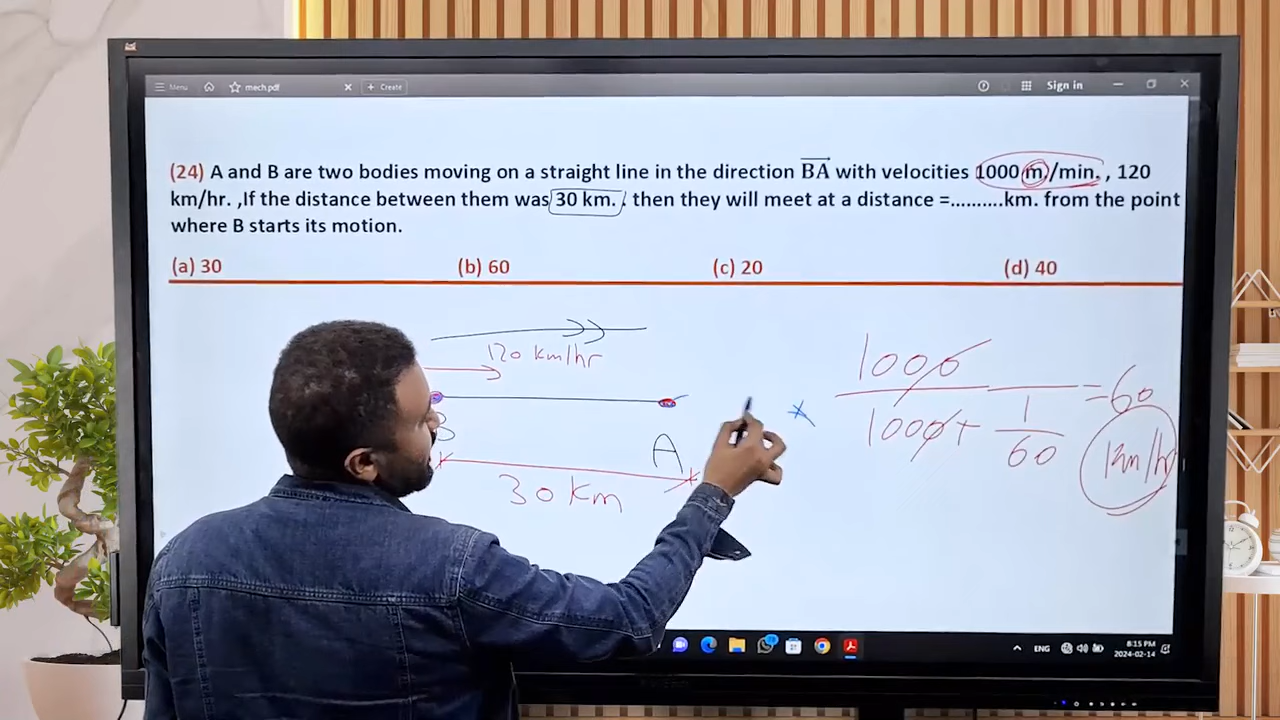 Menu mech.pdf × + Create Sign in
(24) A and B are two bodies moving on a straight line in the direction BA with velocities 1000 m/min. , 120
km/hr. ,If the distance between them was 30 km. , then they will meet at a distance =..........km. from the point
where B starts its motion.
(a) 30 (b) 60 (c) 20 (d) 40
120 km/hr
B A
30 km
* 1000
1000 + 1/60 = 60
km/hr
ENG 8:15 PM
2024-02-14